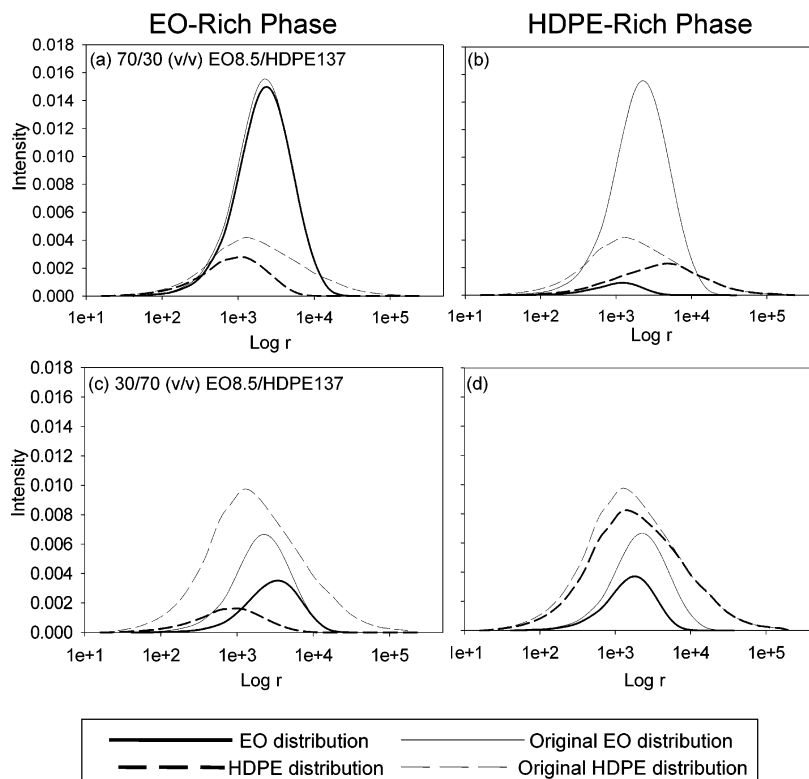 EO-Rich Phase
HDPE-Rich Phase
(a) 70/30 (v/v) EO8.5/HDPE137
(b)
Intensity
0.018
0.016
0.014
0.012
0.010
0.008
0.006
0.004
0.002
0.000
1e+1 1e+2 1e+3 1e+4 1e+5
Log r
1e+1 1e+2 1e+3 1e+4 1e+5
Log r
(c) 30/70 (v/v) EO8.5/HDPE137
(d)
Intensity
0.018
0.016
0.014
0.012
0.010
0.008
0.006
0.004
0.002
0.000
1e+1 1e+2 1e+3 1e+4 1e+5
Log r
1e+1 1e+2 1e+3 1e+4 1e+5
Log r
EO distribution
Original EO distribution
HDPE distribution
Original HDPE distribution